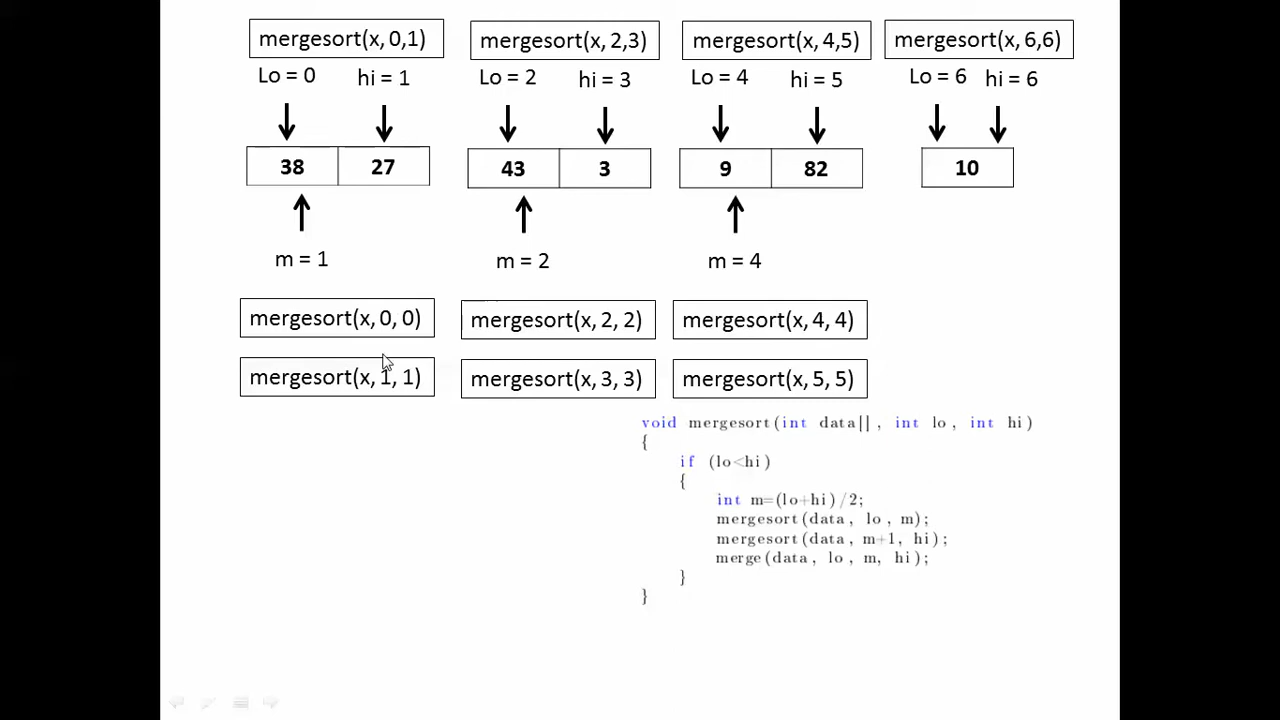 mergesort(x, 0,1) mergesort(x, 2,3) mergesort(x, 4,5) mergesort(x, 6,6)
Lo = 0 hi = 1 Lo = 2 hi = 3 Lo = 4 hi = 5 Lo = 6 hi = 6
38 27 43 3 9 82 10
m = 1 m = 2 m = 4
mergesort(x, 0, 0) mergesort(x, 2, 2) mergesort(x, 4, 4)
mergesort(x, 1, 1) mergesort(x, 3, 3) mergesort(x, 5, 5)
void mergesort(int data[], int lo, int hi)
{
if (lo<hi)
{
int m=(lo+hi)/2;
mergesort(data, lo, m);
mergesort(data, m+1, hi);
merge(data, lo, m, hi);
}
}